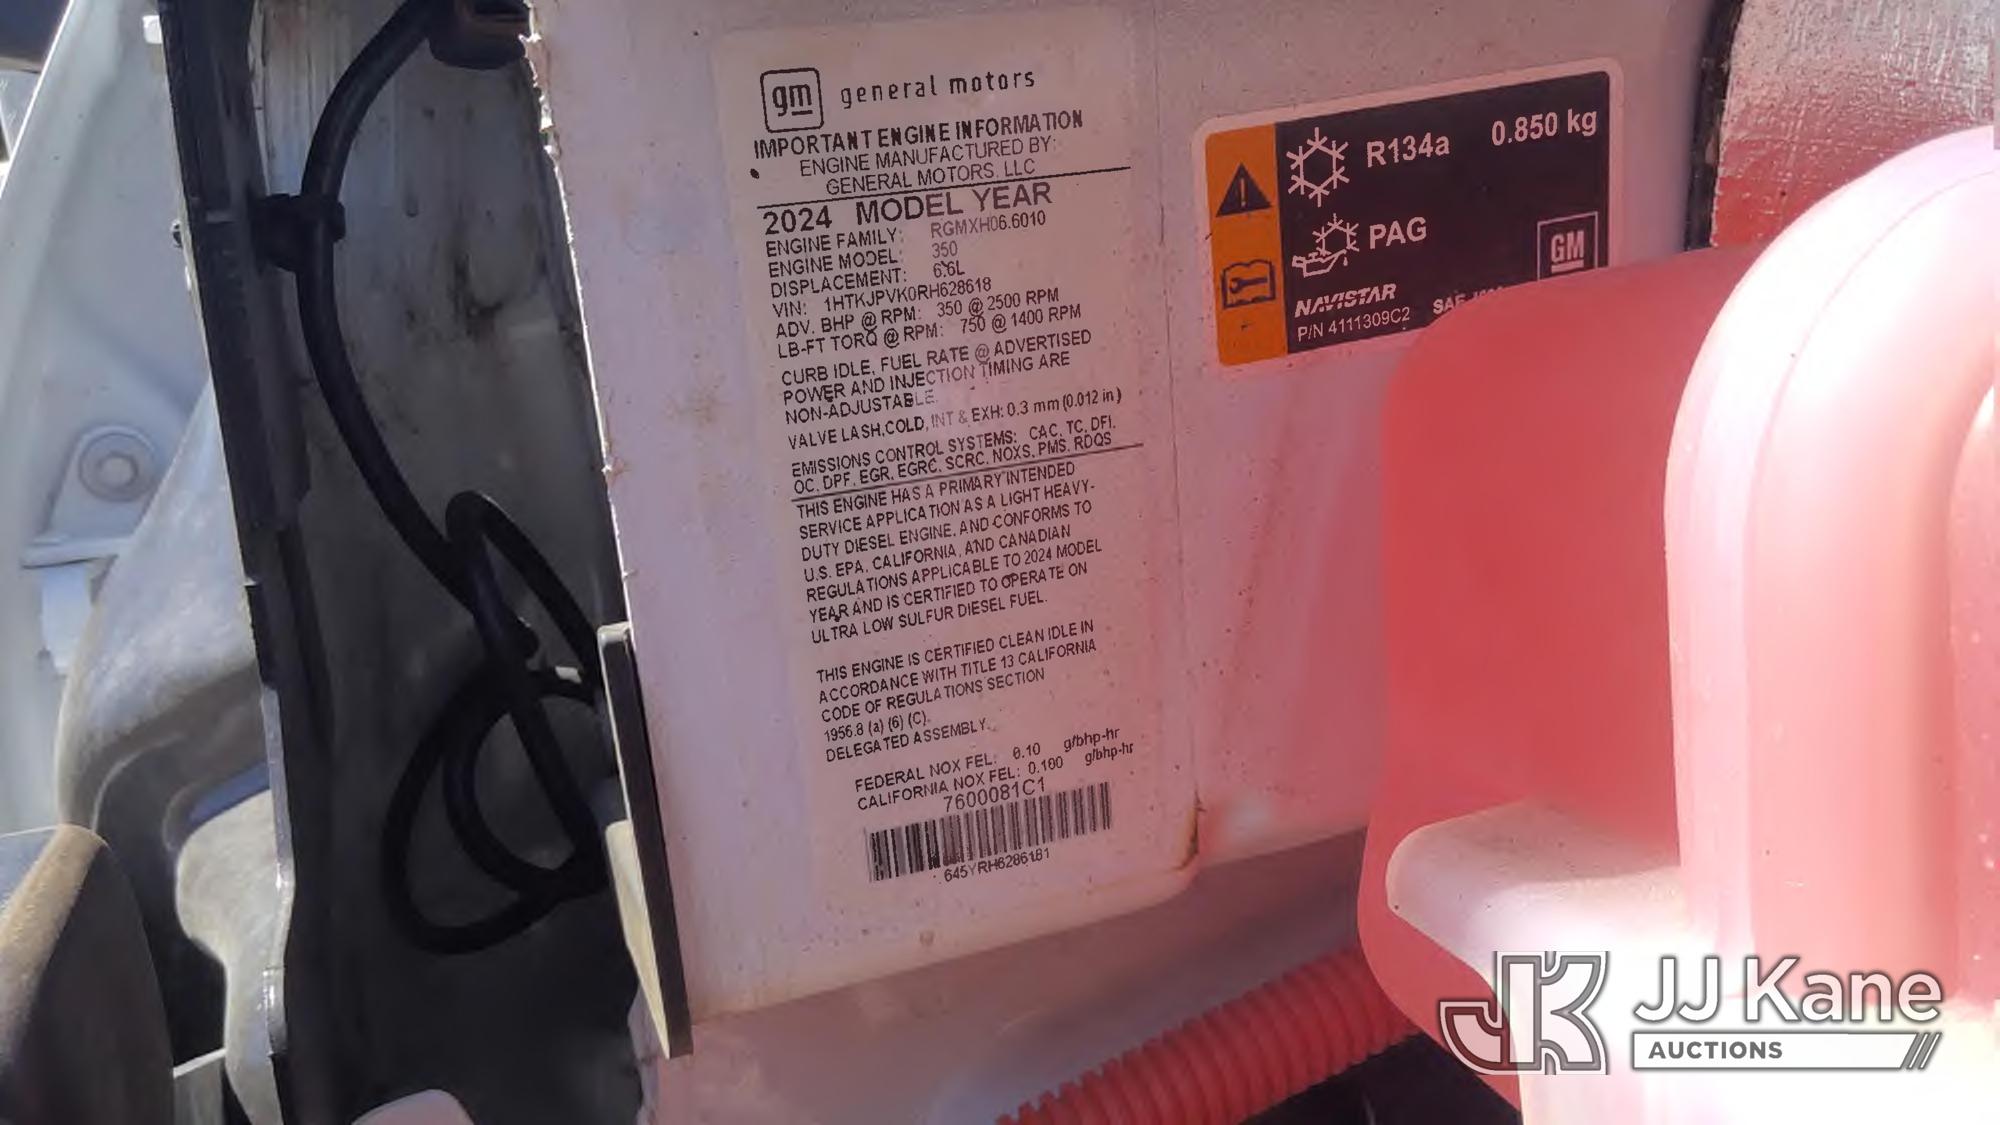 gm general motors
IMPORTANT ENGINE INFORMATION
ENGINE MANUFACTURED BY:
GENERAL MOTORS, LLC
2024 MODEL YEAR
ENGINE FAMILY: RGMXH06.6010
ENGINE MODEL: 350
DISPLACEMENT: 6.6L
VIN: 1HTKJPVK0RH628618
ADV. BHP @ RPM: 350 @ 2500 RPM
LB-FT TORQ @ RPM: 750 @ 1400 RPM
CURB IDLE, FUEL RATE @ ADVERTISED
POWER AND INJECTION TIMING ARE
NON-ADJUSTABLE.
VALVE LASH,COLD, INT & EXH: 0.3 mm (0.012 in)
EMISSIONS CONTROL SYSTEMS: CAC, TC, DFI,
OC, DPF, EGR, EGRC, SCRC, NOXS, PMS, RDQS
THIS ENGINE HAS A PRIMARY INTENDED
SERVICE APPLICATION AS A LIGHT HEAVY-
DUTY DIESEL ENGINE, AND CONFORMS TO
U.S. EPA, CALIFORNIA, AND CANADIAN
REGULATIONS APPLICABLE TO 2024 MODEL
YEAR AND IS CERTIFIED TO OPERATE ON
ULTRA LOW SULFUR DIESEL FUEL.
THIS ENGINE IS CERTIFIED CLEAN IDLE IN
ACCORDANCE WITH TITLE 13 CALIFORNIA
CODE OF REGULATIONS SECTION
1956.8 (a) (6) (C).
DELEGATED ASSEMBLY.
FEDERAL NOX FEL: 0.10 g/bhp-hr
CALIFORNIA NOX FEL: 0.100 g/bhp-hr
7600081C1
645YRH6286181
R134a 0.850 kg
PAG
GM
NAVISTAR SAE
P/N 4111309C2
JK JJ Kane
AUCTIONS